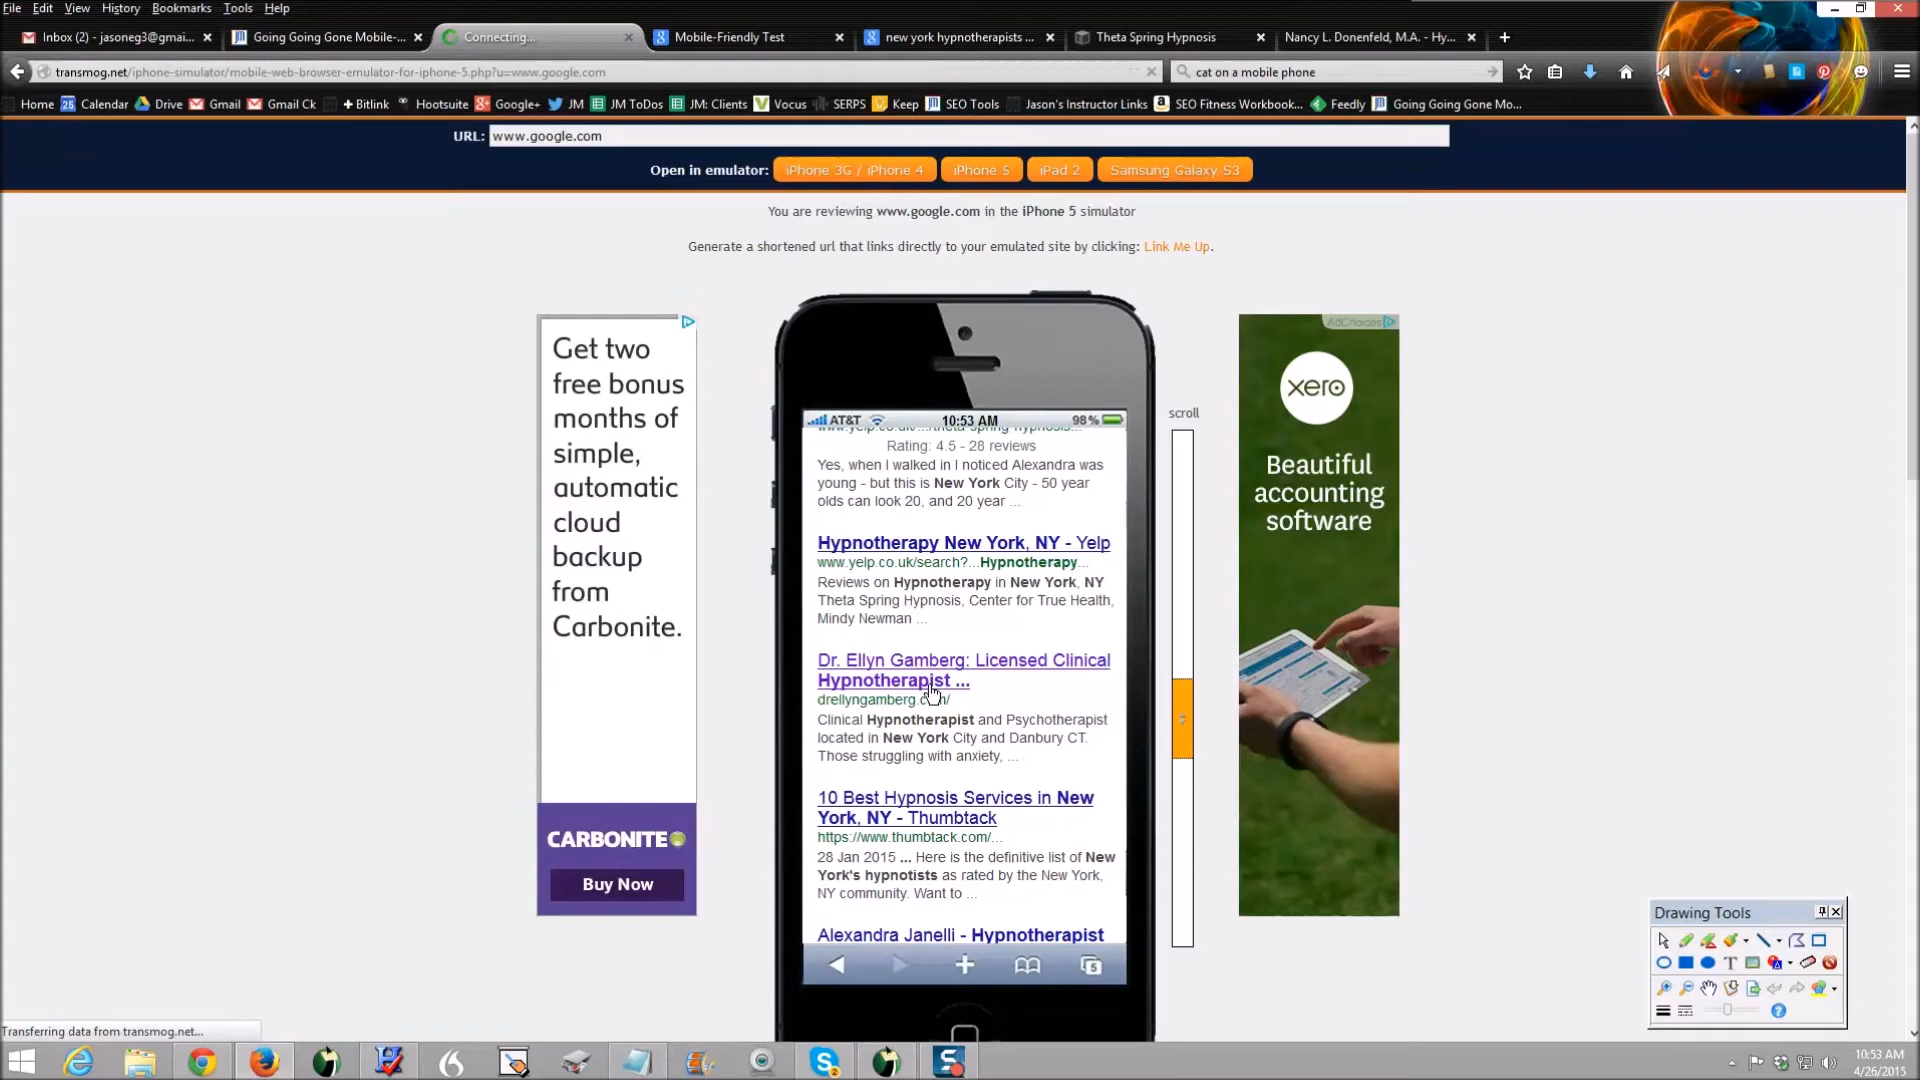 File Edit View History Bookmarks Tools Help
Inbox (2) - jasoneg3@gmai... Going Going Gone Mobile-... Connecting... Mobile-Friendly Test new york hypnotherapists ... Theta Spring Hypnosis Nancy L. Donenfeld, M.A. - Hy...
transmog.net/iphone-simulator/mobile-web-browser-emulator-for-iphone-5.php?u=www.google.com cat on a mobile phone
Home Calendar Drive Gmail Gmail Ck + Bitlink Hootsuite Google+ JM JM ToDos JM: Clients Vocus SERPS Keep SEO Tools Jason's Instructor Links SEO Fitness Workbook... Feedly Going Going Gone Mo...
URL: www.google.com
Open in emulator: iPhone 3G / iPhone 4 iPhone 5 iPad 2 Samsung Galaxy S3
You are reviewing www.google.com in the iPhone 5 simulator
Generate a shortened url that links directly to your emulated site by clicking: Link Me Up.
Get two
free bonus
months of
simple,
automatic
cloud
backup
from
Carbonite.
CARBONITE
Buy Now
AT&T 10:53 AM 98%
www.yelp.co.uk/.../theta-spring-hypnosis...
Rating: 4.5 - 28 reviews
Yes, when I walked in I noticed Alexandra was
young - but this is New York City - 50 year
olds can look 20, and 20 year ...
Hypnotherapy New York, NY - Yelp
www.yelp.co.uk/search?...Hypnotherapy...
Reviews on Hypnotherapy in New York, NY
Theta Spring Hypnosis, Center for True Health,
Mindy Newman ...
Dr. Ellyn Gamberg: Licensed Clinical
Hypnotherapist ...
drellyngamberg.com/
Clinical Hypnotherapist and Psychotherapist
located in New York City and Danbury CT.
Those struggling with anxiety, ...
10 Best Hypnosis Services in New
York, NY - Thumbtack
https://www.thumbtack.com/...
28 Jan 2015 ... Here is the definitive list of New
York's hypnotists as rated by the New York,
NY community. Want to ...
Alexandra Janelli - Hypnotherapist
5
scroll
AdChoices
xero
Beautiful
accounting
software
Drawing Tools
Transferring data from transmog.net...
10:53 AM
4/26/2015